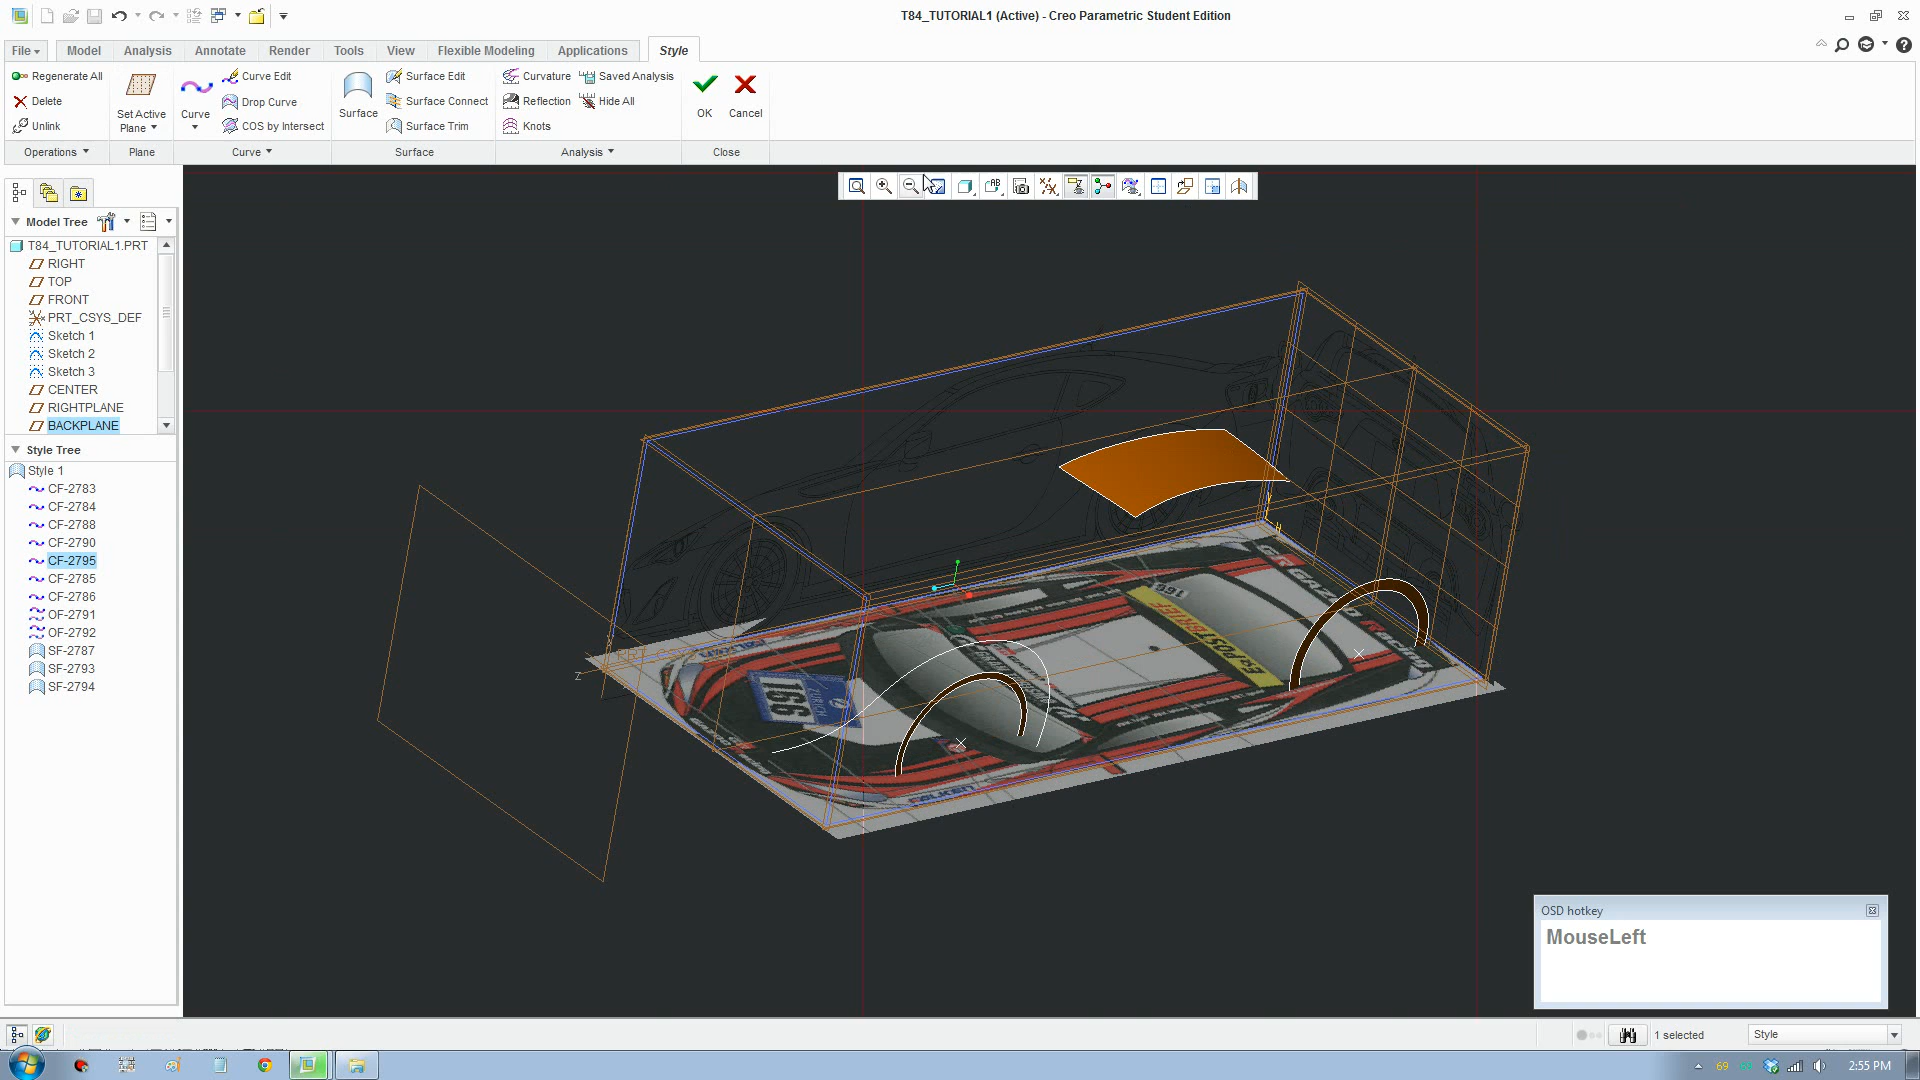 T84_TUTORIAL1 (Active) - Creo Parametric Student Edition
File
Model
Analysis
Annotate
Render
Tools
View
Flexible Modeling
Applications
Style
Regenerate All
Delete
Unlink
Set Active
Plane
Curve
Curve Edit
Drop Curve
COS by Intersect
Surface
Surface Edit
Surface Connect
Surface Trim
Curvature
Reflection
Knots
Saved Analysis
Hide All
OK
Cancel
Operations
Plane
Curve
Surface
Analysis
Close
Model Tree
T84_TUTORIAL1.PRT
RIGHT
TOP
FRONT
PRT_CSYS_DEF
Sketch 1
Sketch 2
Sketch 3
CENTER
RIGHTPLANE
BACKPLANE
Style Tree
Style 1
CF-2783
CF-2784
CF-2788
CF-2790
CF-2795
CF-2785
CF-2786
OF-2791
OF-2792
SF-2787
SF-2793
SF-2794
166
ZURICH
FALKEN
Racing
Z
OSD hotkey
MouseLeft
1 selected
Style
69
2:55 PM